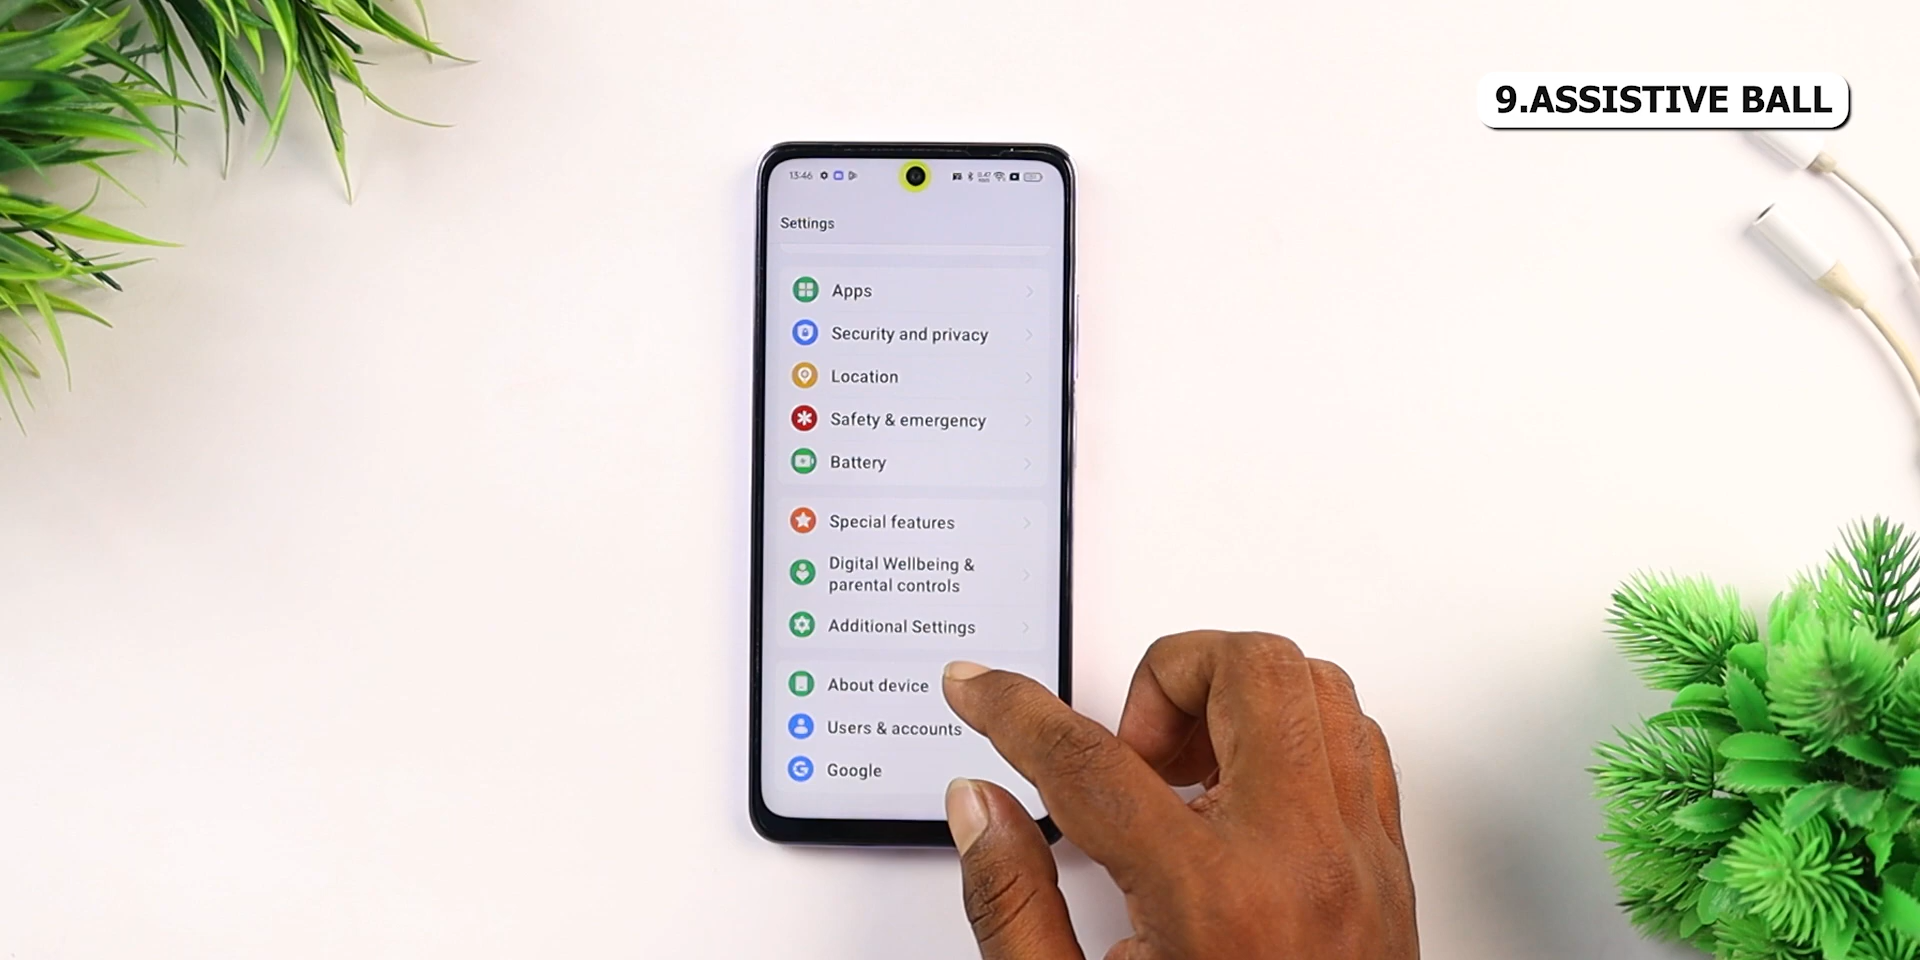 9.ASSISTIVE BALL
13:46
Settings
Apps
Security and privacy
Location
Safety & emergency
Battery
Special features
Digital Wellbeing &
parental controls
Additional Settings
About device
Users & accounts
Google